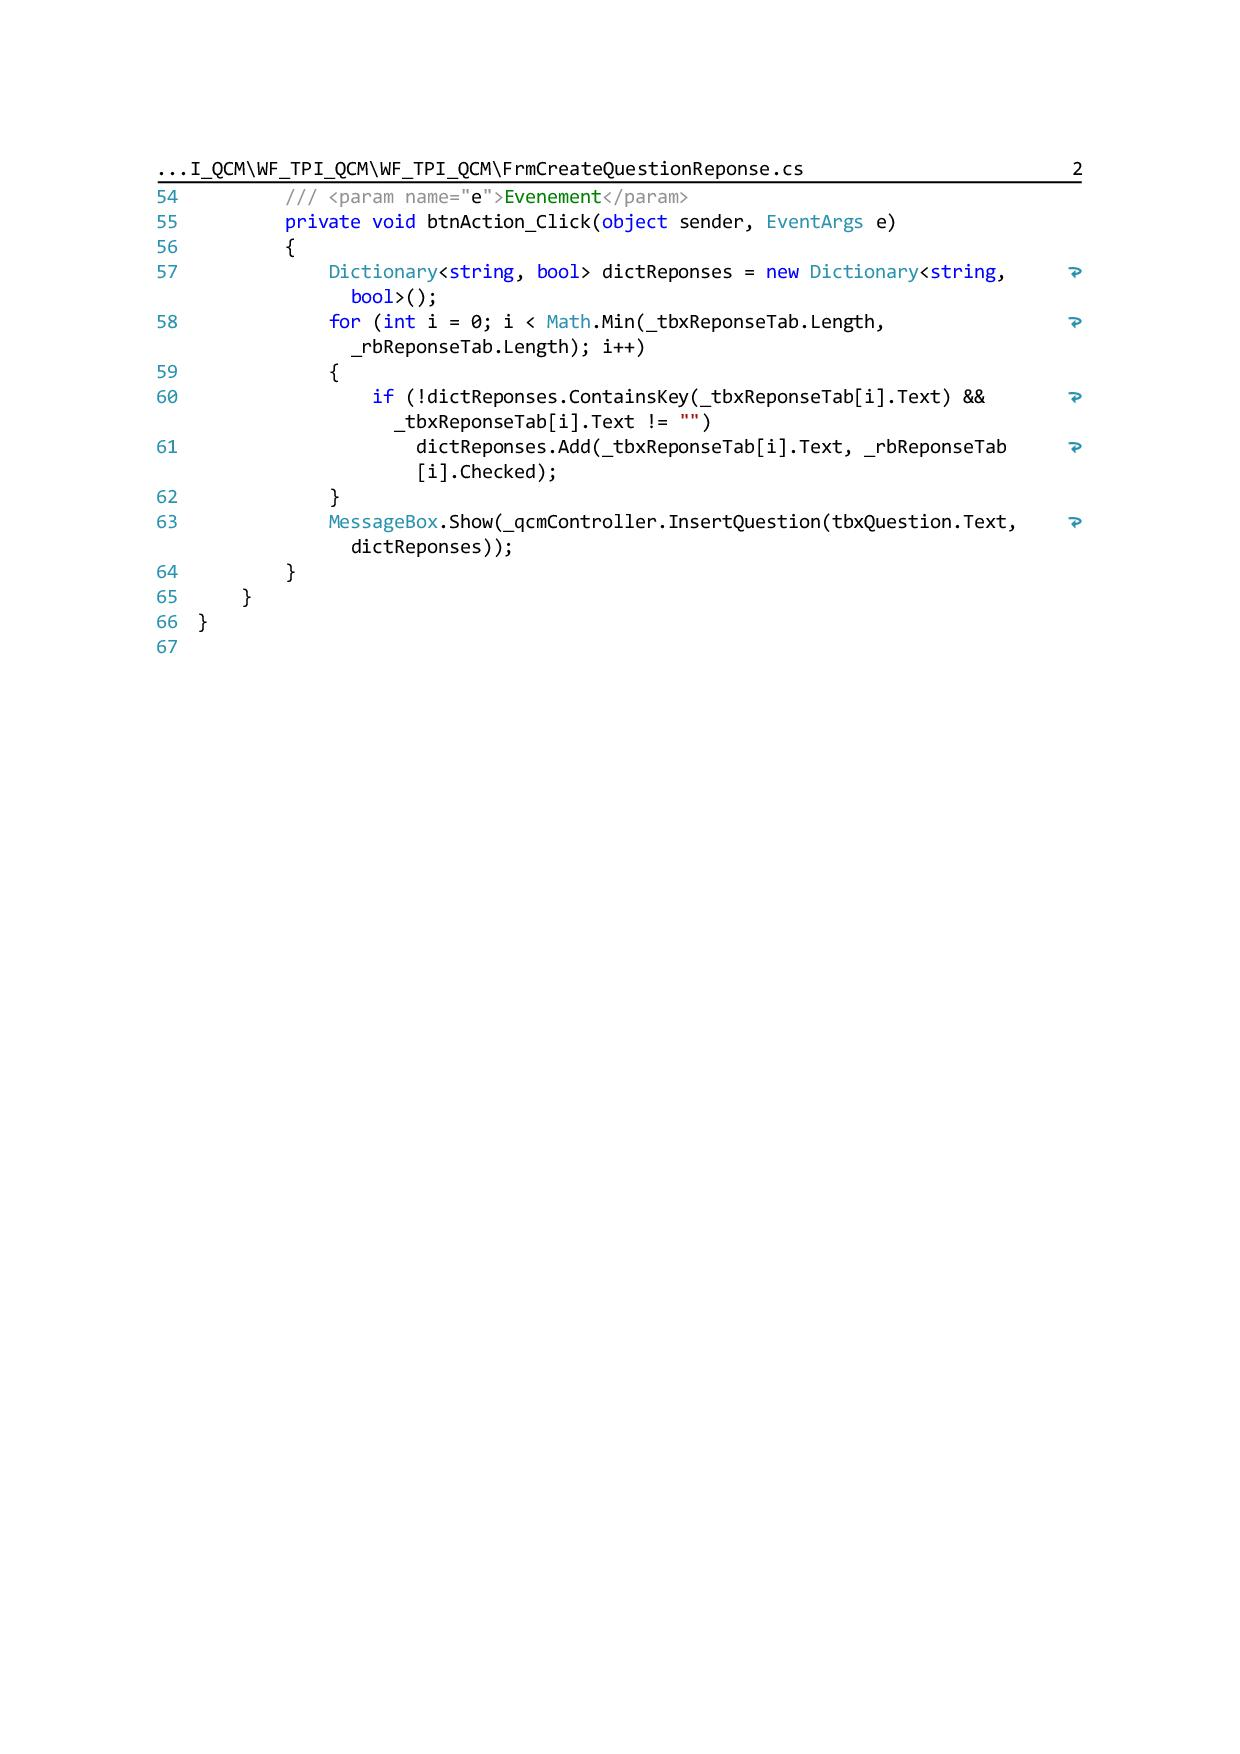 ...I_QCM\WF_TPI_QCM\WF_TPI_QCM\FrmCreateQuestionReponse.cs 2
54 /// <param name="e">Evenement</param>
55 private void btnAction_Click(object sender, EventArgs e)
56 {
57 Dictionary<string, bool> dictReponses = new Dictionary<string,
bool>();
58 for (int i = 0; i < Math.Min(_tbxReponseTab.Length,
_rbReponseTab.Length); i++)
59 {
60 if (!dictReponses.ContainsKey(_tbxReponseTab[i].Text) &&
_tbxReponseTab[i].Text != "")
61 dictReponses.Add(_tbxReponseTab[i].Text, _rbReponseTab
[i].Checked);
62 }
63 MessageBox.Show(_qcmController.InsertQuestion(tbxQuestion.Text,
dictReponses));
64 }
65 }
66 }
67